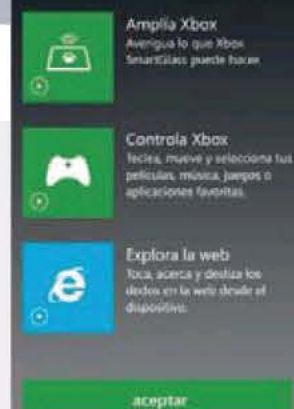 Amplía Xbox
Averigua lo que Xbox
SmartGlass puede hacer.
Controla Xbox
Teclea, mueve y selecciona tus
películas, música, juegos o
aplicaciones favoritas.
Explora la web
Toca, acerca y desliza los
dedos en la web desde el
dispositivo.
aceptar